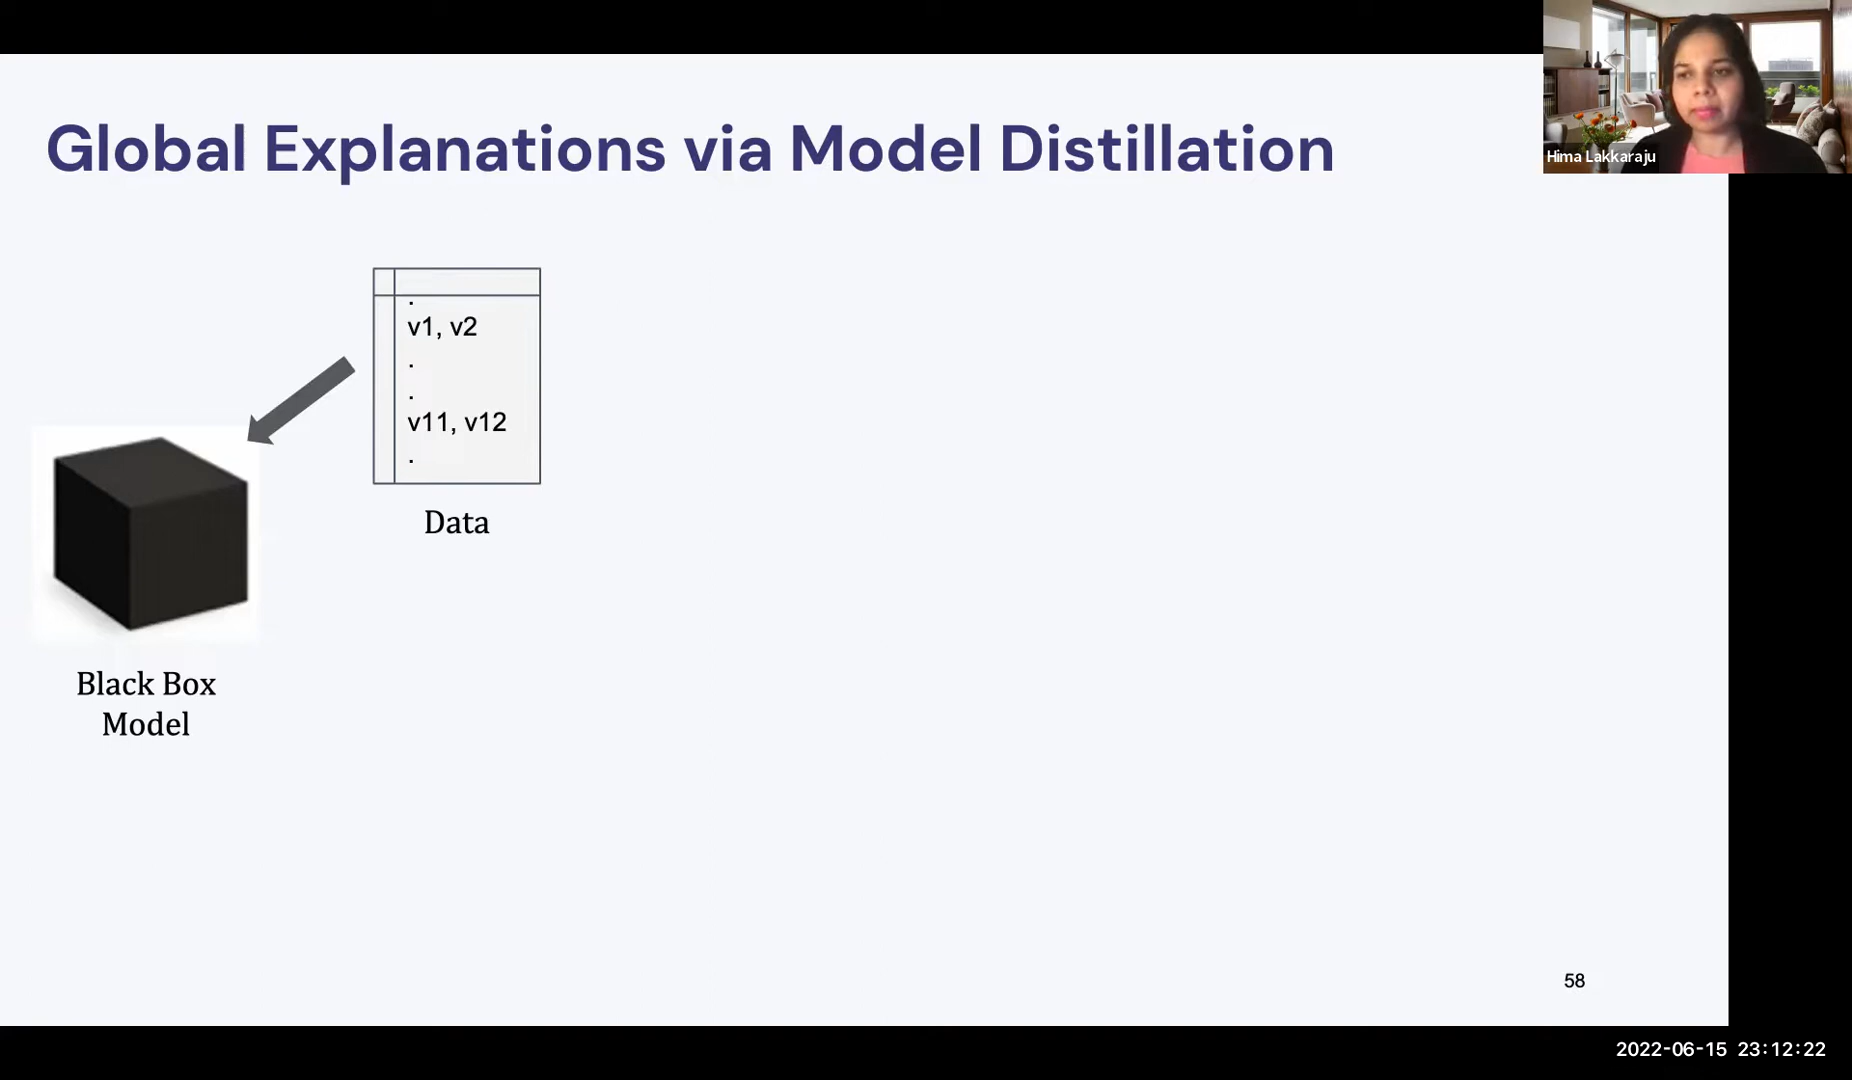 Global Explanations via Model Distillation
Hima Lakkaraju
.
v1, v2
.
.
v11, v12
.
Data
Black Box
Model
58
2022-06-15 23:12:22